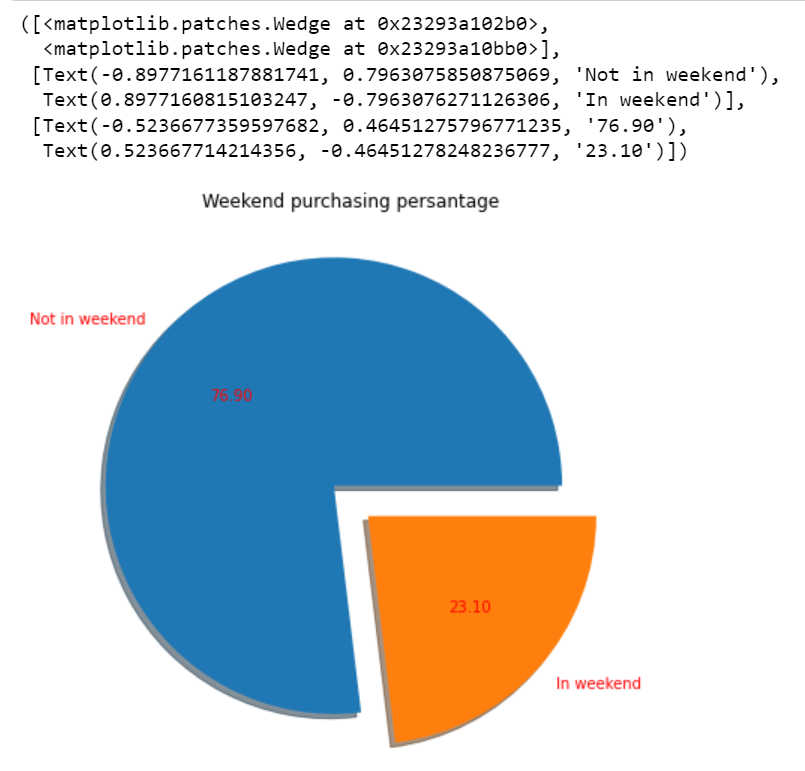 ([<matplotlib.patches.Wedge at 0x23293a102b0>,
<matplotlib.patches.Wedge at 0x23293a10bb0>],
[Text(-0.8977161187881741, 0.7963075850875069, 'Not in weekend'),
Text(0.8977160815103247, -0.7963076271126306, 'In weekend')],
[Text(-0.5236677359597682, 0.46451275796771235, '76.90'),
Text(0.523667714214356, -0.46451278248236777, '23.10')])
Weekend purchasing persantage
Not in weekend
76.90
23.10
In weekend